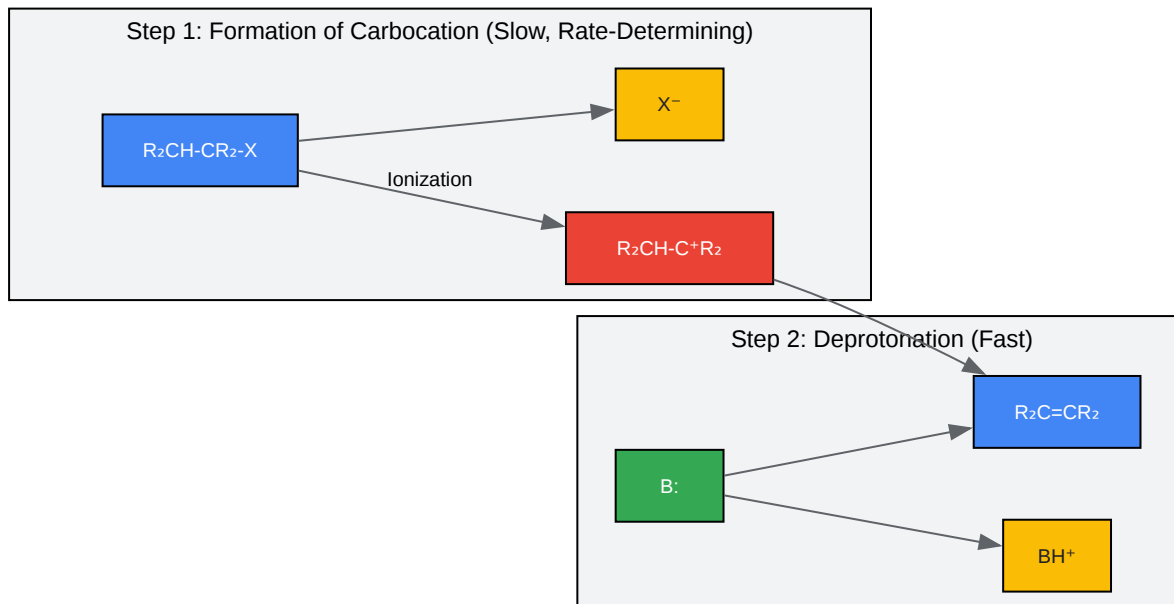 Step 1: Formation of Carbocation (Slow, Rate-Determining)
X⁻
R₂CH-CR₂-X
Ionization
R₂CH-C⁺R₂
Step 2: Deprotonation (Fast)
R₂C=CR₂
B:
BH⁺